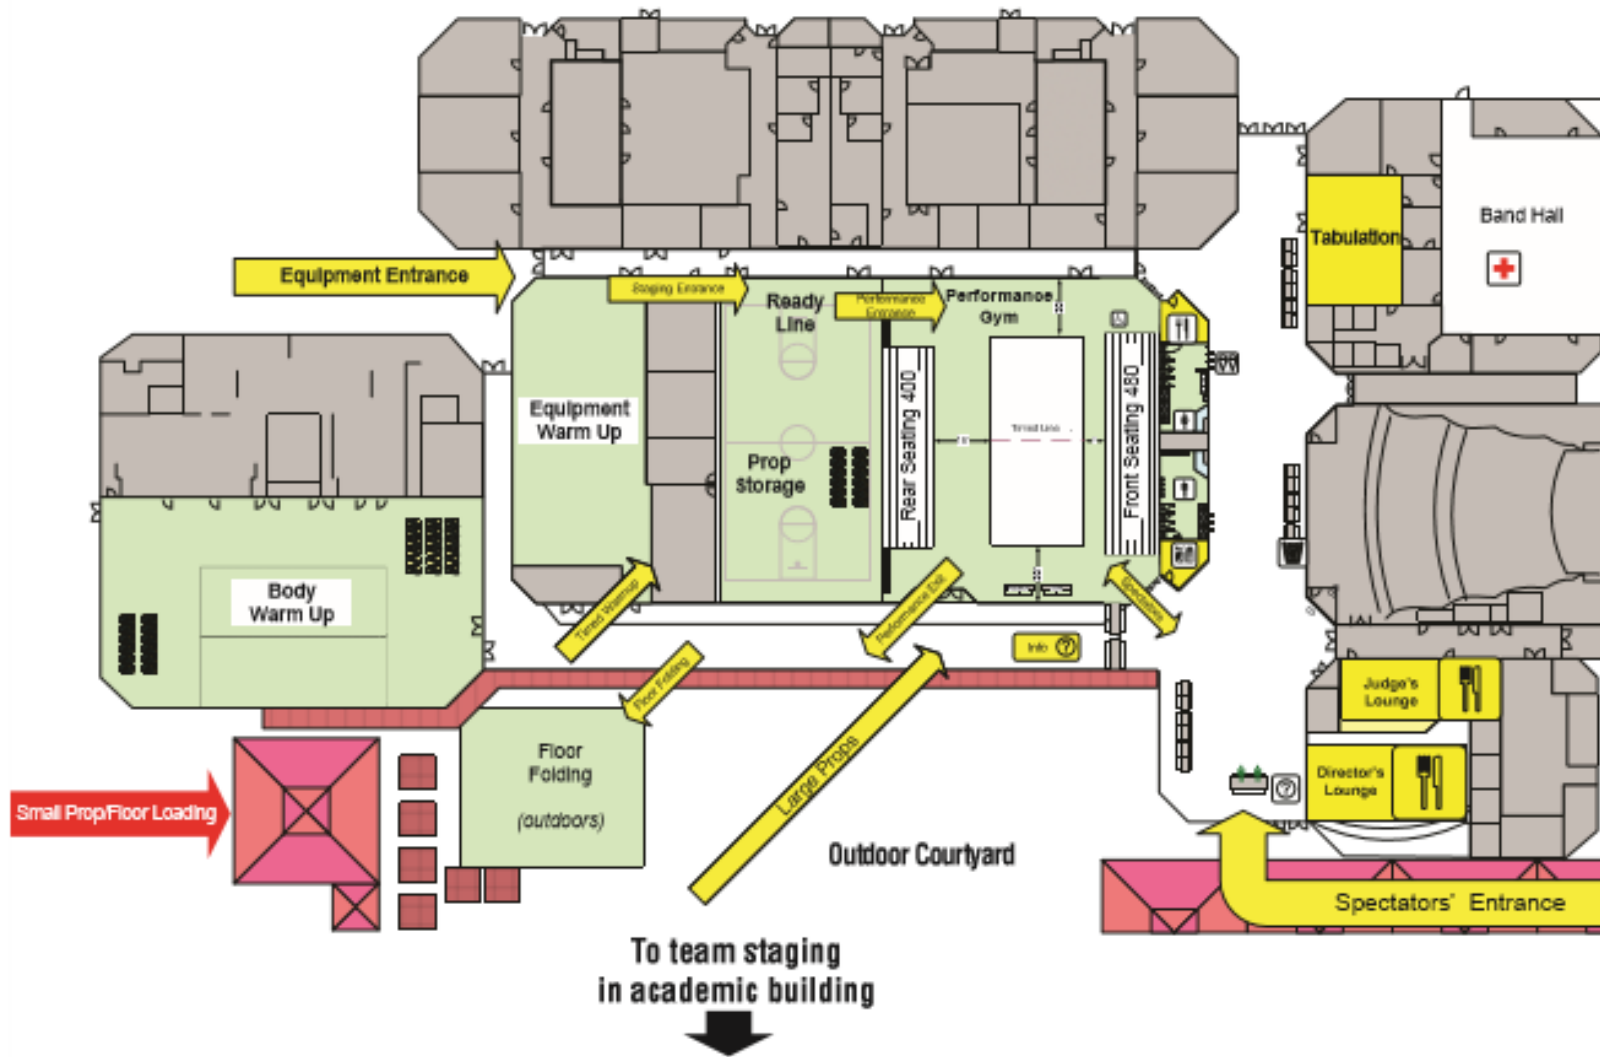 Band Hall
Tabulation
Equipment Entrance
Staging Entrance
Ready
Line
Performance
Entrance
Performance
Gym
Equipment
Warm Up
Prop
Storage
Rear Seating 400
Timed Line
Front Seating 480
Body
Warm Up
Timed Warmup
Performance Exit
Spectators
Info ?
Floor Folding
Judge's
Lounge
Floor
Folding
(outdoors)
Large Props
Director's
Lounge
?
Small Prop/Floor Loading
Outdoor Courtyard
Spectators' Entrance
To team staging
in academic building